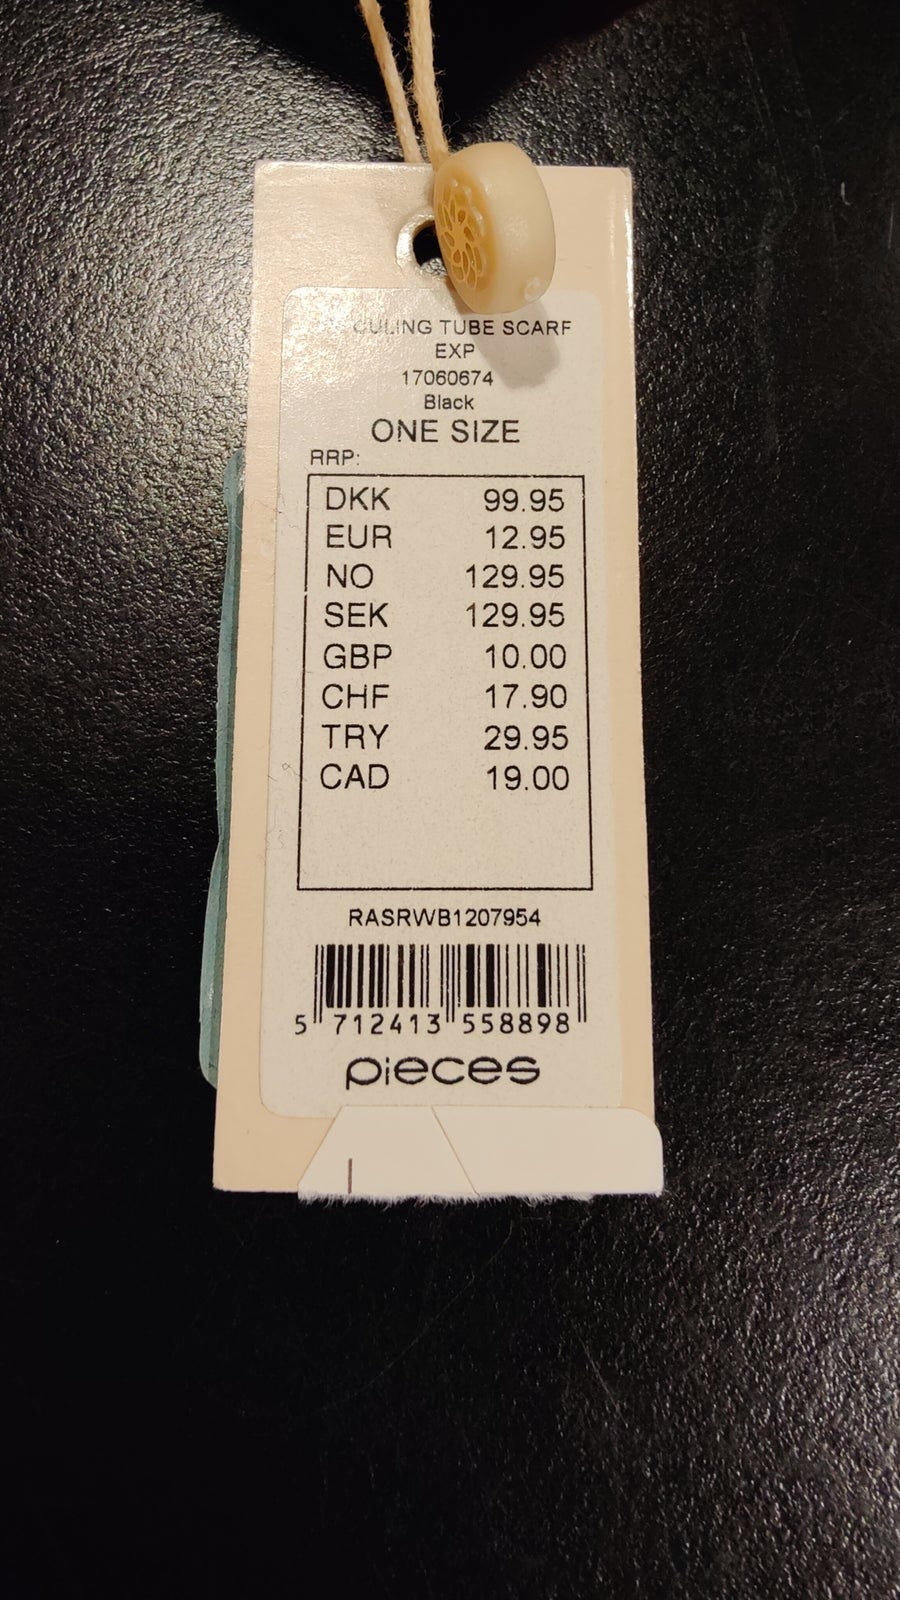 CULING TUBE SCARF
EXP
17060674
Black
ONE SIZE
RRP:
DKK 99.95
EUR 12.95
NO 129.95
SEK 129.95
GBP 10.00
CHF 17.90
TRY 29.95
CAD 19.00
RASRWB1207954
5 712413 558898
pieces